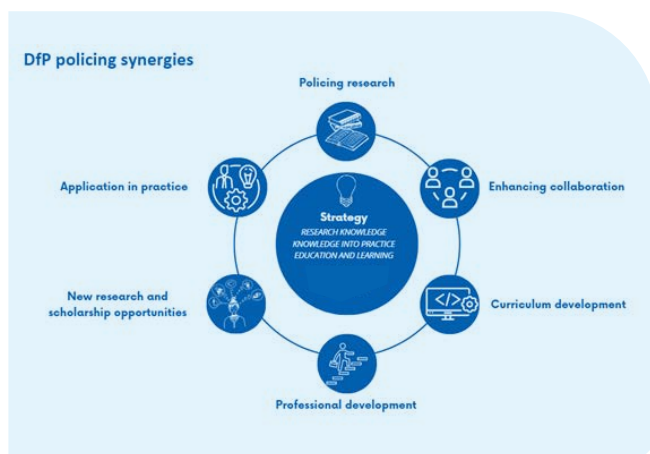 DfP policing synergies
Policing research
Application in practice
Enhancing collaboration
Strategy
RESEARCH KNOWLEDGE
KNOWLEDGE INTO PRACTICE
EDUCATION AND LEARNING
New research and
scholarship opportunities
</>
Curriculum development
Professional development